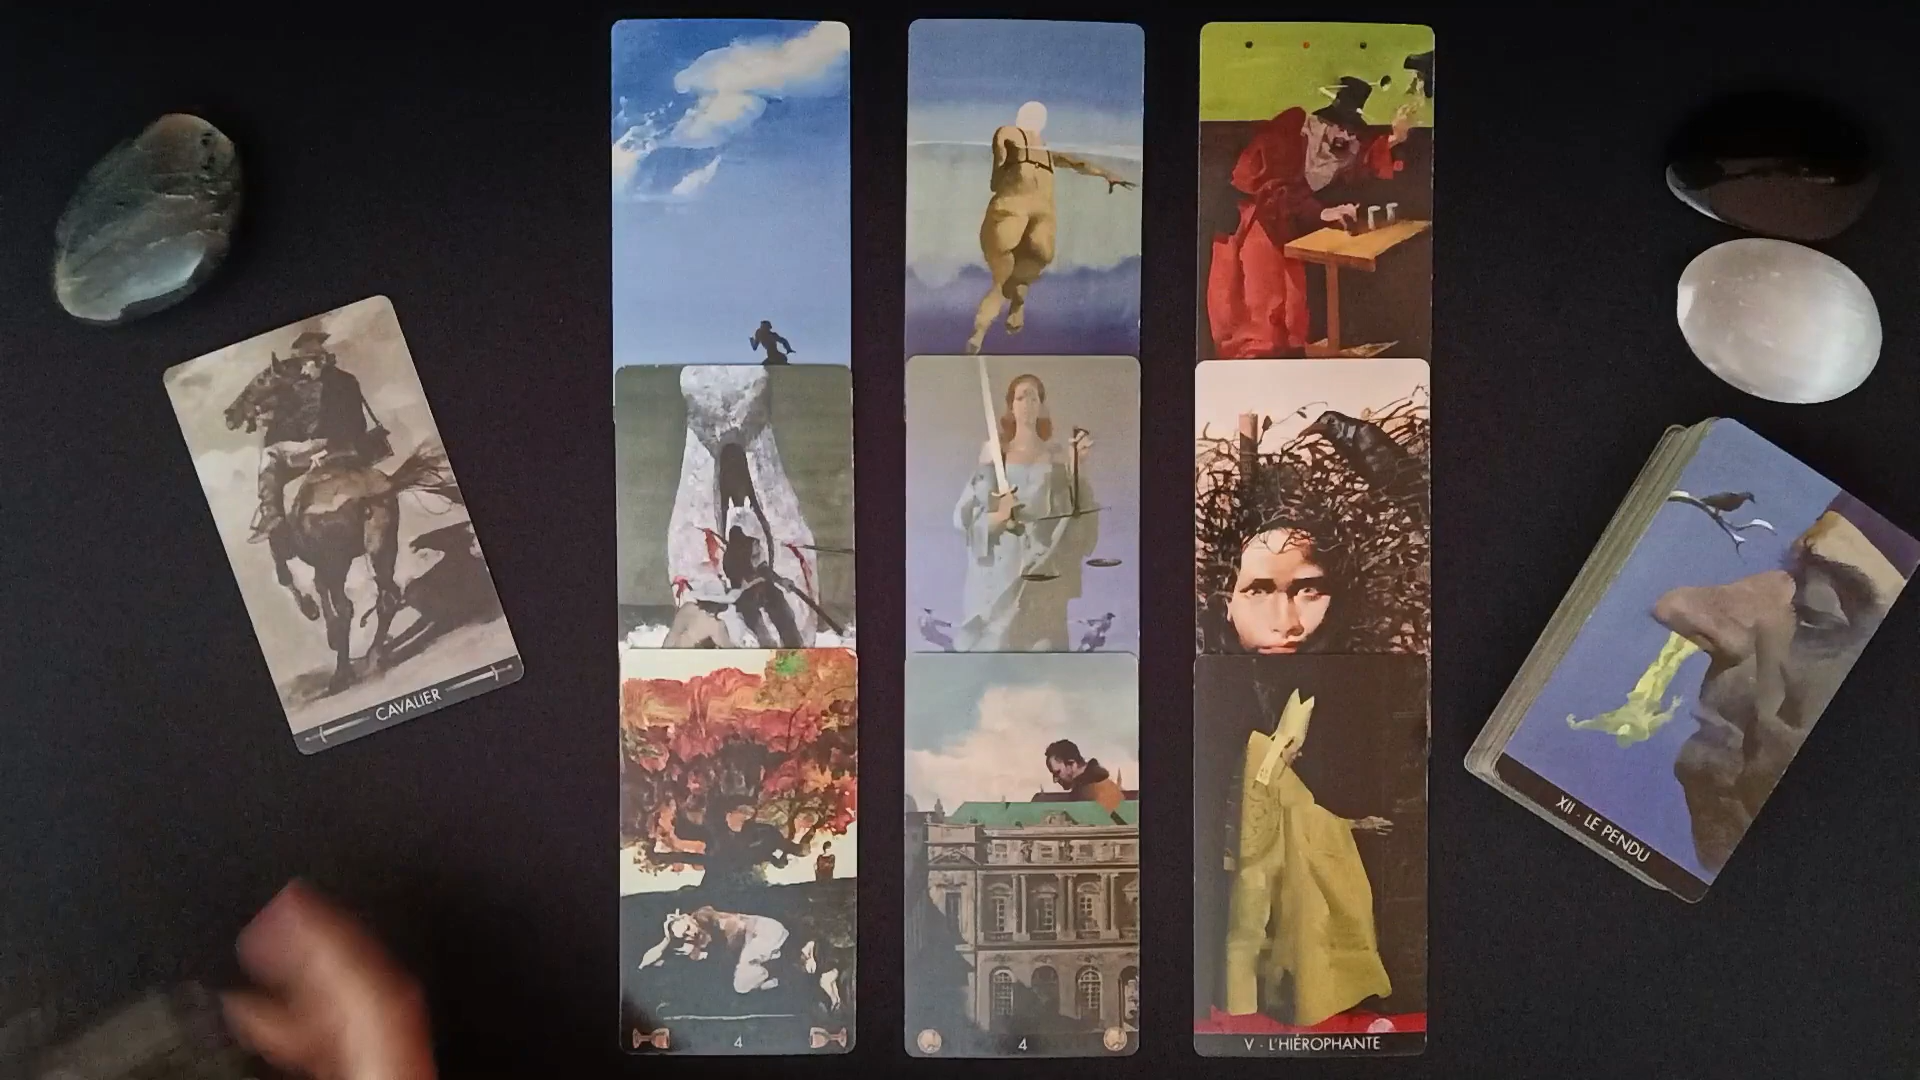 CAVALIER
4
4
V - L'HIÉROPHANTE
XII - LE PENDU